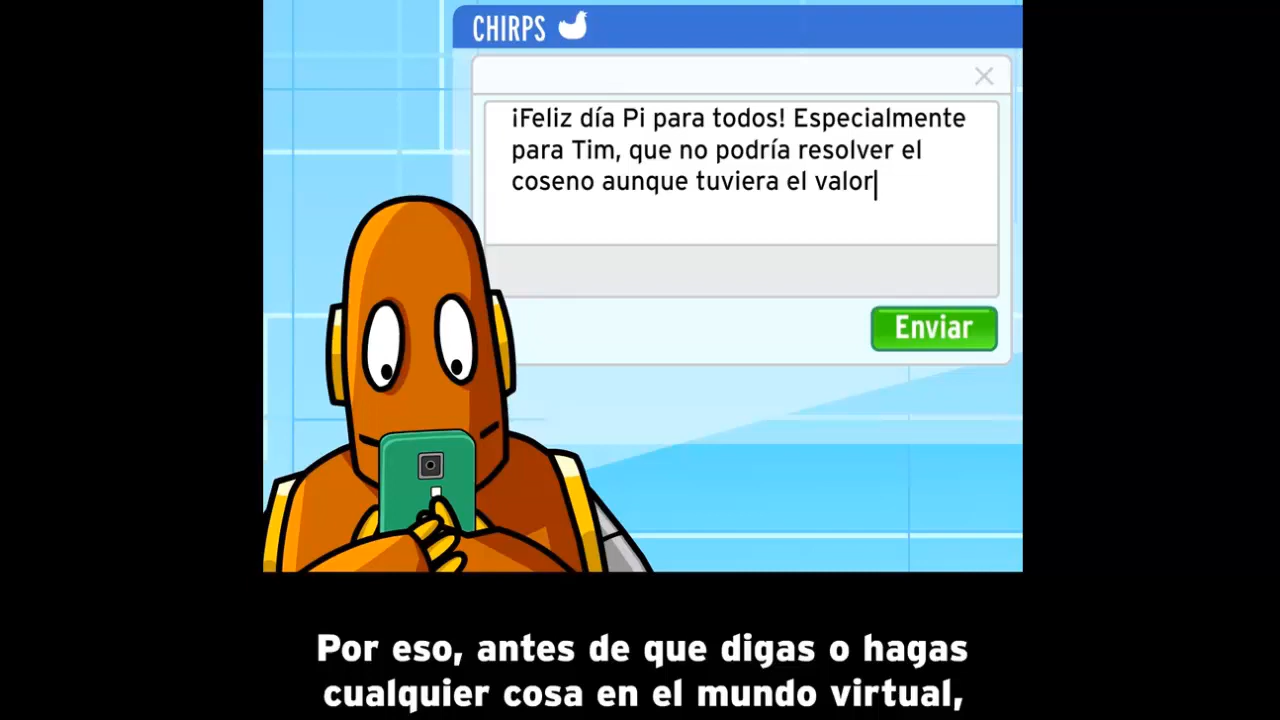 CHIRPS
¡Feliz día Pi para todos! Especialmente
para Tim, que no podría resolver el
coseno aunque tuviera el valor
Enviar
Por eso, antes de que digas o hagas
cualquier cosa en el mundo virtual,